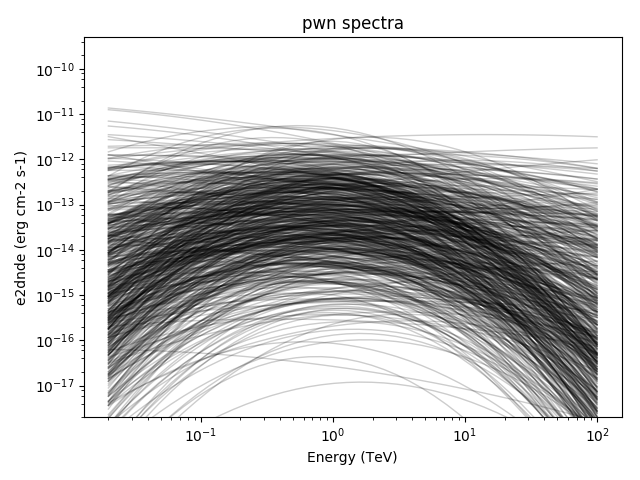 pwn spectra
e2dnde (erg cm-2 s-1)
10⁻¹⁰
10⁻¹¹
10⁻¹²
10⁻¹³
10⁻¹⁴
10⁻¹⁵
10⁻¹⁶
10⁻¹⁷
10⁻¹ 10⁰ 10¹ 10²
Energy (TeV)